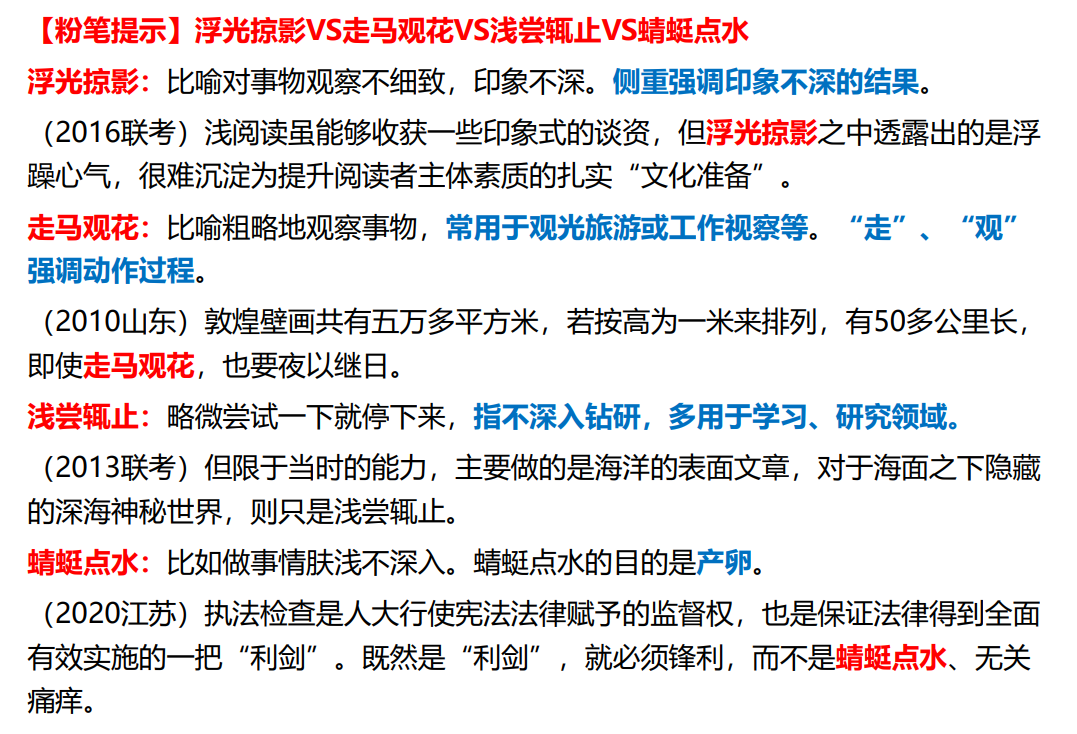 【粉笔提示】浮光掠影VS走马观花VS浅尝辄止VS蜻蜓点水
浮光掠影：比喻对事物观察不细致，印象不深。侧重强调印象不深的结果。
（2016联考）浅阅读虽能够收获一些印象式的谈资，但浮光掠影之中透露出的是浮
躁心气，很难沉淀为提升阅读者主体素质的扎实“文化准备”。
走马观花：比喻粗略地观察事物，常用于观光旅游或工作视察等。“走”、“观”
强调动作过程。
（2010山东）敦煌壁画共有五万多平方米，若按高为一米来排列，有50多公里长，
即使走马观花，也要夜以继日。
浅尝辄止：略微尝试一下就停下来，指不深入钻研，多用于学习、研究领域。
（2013联考）但限于当时的能力，主要做的是海洋的表面文章，对于海面之下隐藏
的深海神秘世界，则只是浅尝辄止。
蜻蜓点水：比如做事情肤浅不深入。蜻蜓点水的目的是产卵。
（2020江苏）执法检查是人大行使宪法法律赋予的监督权，也是保证法律得到全面
有效实施的一把“利剑”。既然是“利剑”，就必须锋利，而不是蜻蜓点水、无关
痛痒。